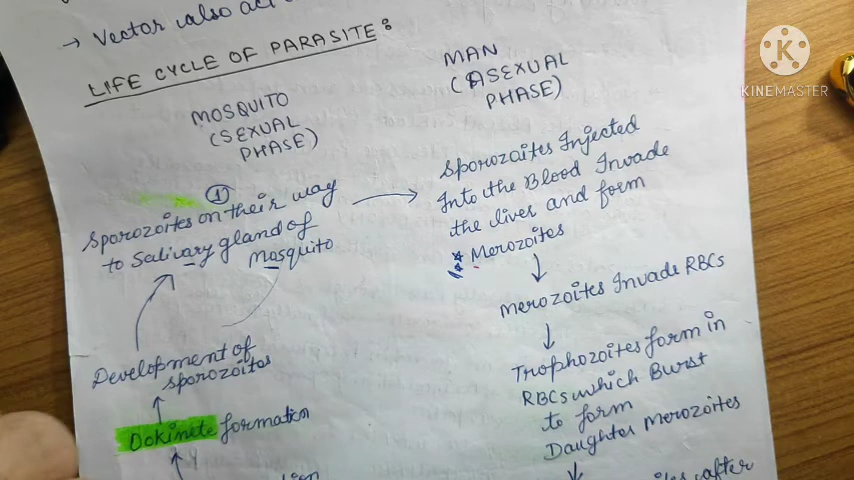 → Vector also act
LIFE CYCLE OF PARASITE:
MOSQUITO
(SEXUAL
PHASE)
MAN
(ASEXUAL
PHASE)
①
Sporozoites on their way
to Salivary gland of
Mosquito
Development of
Sporozoites
Ookinete formation
Sporozoites Injected
Into the Blood Invade
the liver and form
Merozoites
Merozoites Invade RBCs
Trophozoites form in
RBCs which Burst
to form
Daughter Merozoites
after
K
KINEMASTER